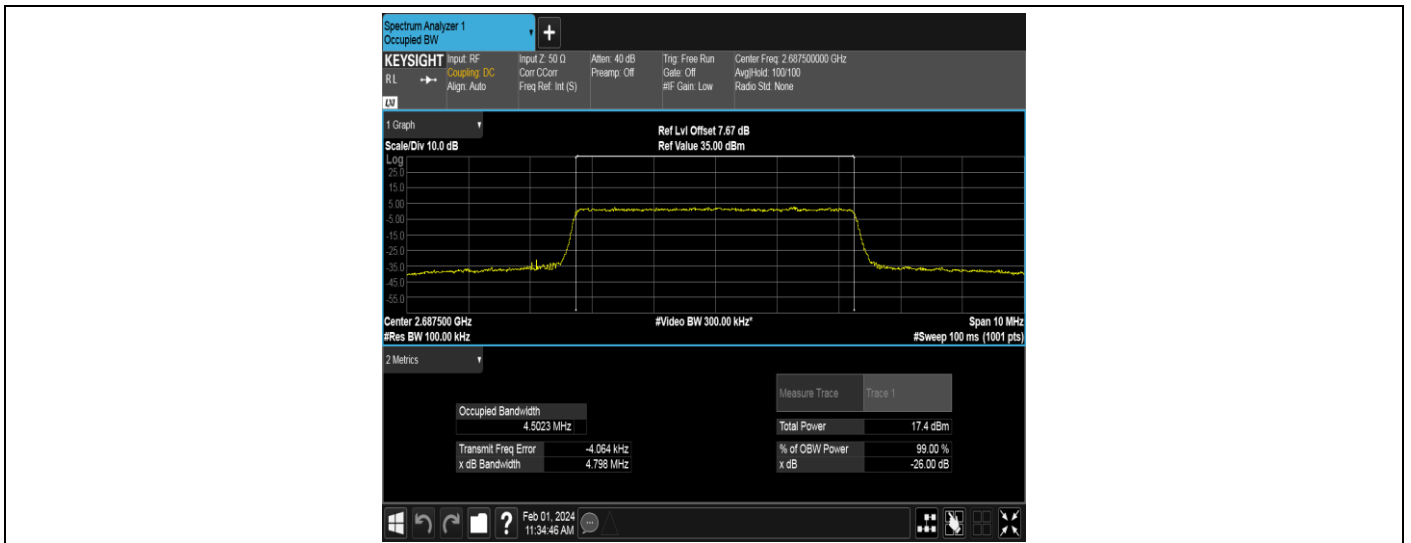 Spectrum Analyzer 1
Occupied BW
+
KEYSIGHT
RL
LXI
Input: RF
Coupling: DC
Align: Auto
Input Z: 50 Ω
Corr CCorr
Freq Ref: Int (S)
Atten: 40 dB
Preamp: Off
Trig: Free Run
Gate: Off
#IF Gain: Low
Center Freq: 2.687500000 GHz
Avg|Hold: 100/100
Radio Std: None
1 Graph
Scale/Div 10.0 dB
Ref Lvl Offset 7.67 dB
Ref Value 35.00 dBm
Log
25.0
15.0
5.00
-5.00
-15.0
-25.0
-35.0
-45.0
-55.0
Center 2.687500 GHz
#Res BW 100.00 kHz
#Video BW 300.00 kHz*
Span 10 MHz
#Sweep 100 ms (1001 pts)
2 Metrics
Measure Trace Trace 1
Occupied Bandwidth
4.5023 MHz
Total Power 17.4 dBm
Transmit Freq Error -4.064 kHz
% of OBW Power 99.00 %
x dB Bandwidth 4.798 MHz
x dB -26.00 dB
?
Feb 01, 2024
11:34:46 AM